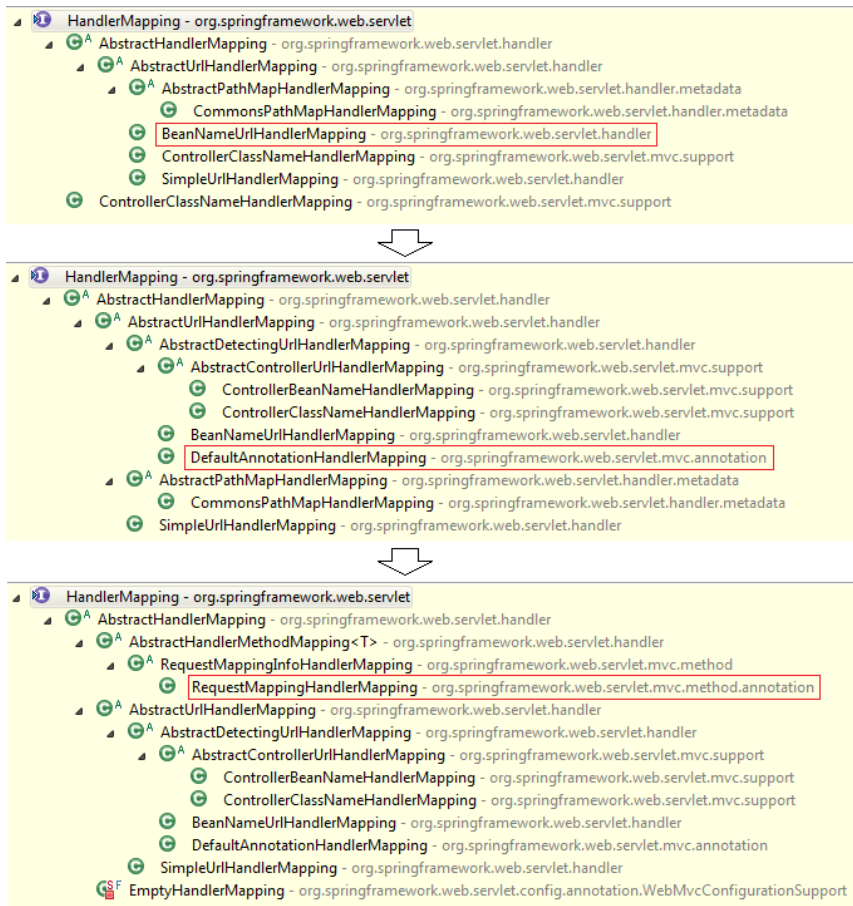 HandlerMapping - org.springframework.web.servlet
AbstractHandlerMapping - org.springframework.web.servlet.handler
AbstractUrlHandlerMapping - org.springframework.web.servlet.handler
AbstractPathMapHandlerMapping - org.springframework.web.servlet.handler.metadata
CommonsPathMapHandlerMapping - org.springframework.web.servlet.handler.metadata
BeanNameUrlHandlerMapping - org.springframework.web.servlet.handler
ControllerClassNameHandlerMapping - org.springframework.web.servlet.mvc.support
SimpleUrlHandlerMapping - org.springframework.web.servlet.handler
ControllerClassNameHandlerMapping - org.springframework.web.servlet.mvc.support
HandlerMapping - org.springframework.web.servlet
AbstractHandlerMapping - org.springframework.web.servlet.handler
AbstractUrlHandlerMapping - org.springframework.web.servlet.handler
AbstractDetectingUrlHandlerMapping - org.springframework.web.servlet.handler
AbstractControllerUrlHandlerMapping - org.springframework.web.servlet.mvc.support
ControllerBeanNameHandlerMapping - org.springframework.web.servlet.mvc.support
ControllerClassNameHandlerMapping - org.springframework.web.servlet.mvc.support
BeanNameUrlHandlerMapping - org.springframework.web.servlet.handler
DefaultAnnotationHandlerMapping - org.springframework.web.servlet.mvc.annotation
AbstractPathMapHandlerMapping - org.springframework.web.servlet.handler.metadata
CommonsPathMapHandlerMapping - org.springframework.web.servlet.handler.metadata
SimpleUrlHandlerMapping - org.springframework.web.servlet.handler
HandlerMapping - org.springframework.web.servlet
AbstractHandlerMapping - org.springframework.web.servlet.handler
AbstractHandlerMethodMapping<T> - org.springframework.web.servlet.handler
RequestMappingInfoHandlerMapping - org.springframework.web.servlet.mvc.method
RequestMappingHandlerMapping - org.springframework.web.servlet.mvc.method.annotation
AbstractUrlHandlerMapping - org.springframework.web.servlet.handler
AbstractDetectingUrlHandlerMapping - org.springframework.web.servlet.handler
AbstractControllerUrlHandlerMapping - org.springframework.web.servlet.mvc.support
ControllerBeanNameHandlerMapping - org.springframework.web.servlet.mvc.support
ControllerClassNameHandlerMapping - org.springframework.web.servlet.mvc.support
BeanNameUrlHandlerMapping - org.springframework.web.servlet.handler
DefaultAnnotationHandlerMapping - org.springframework.web.servlet.mvc.annotation
SimpleUrlHandlerMapping - org.springframework.web.servlet.handler
EmptyHandlerMapping - org.springframework.web.servlet.config.annotation.WebMvcConfigurationSupport